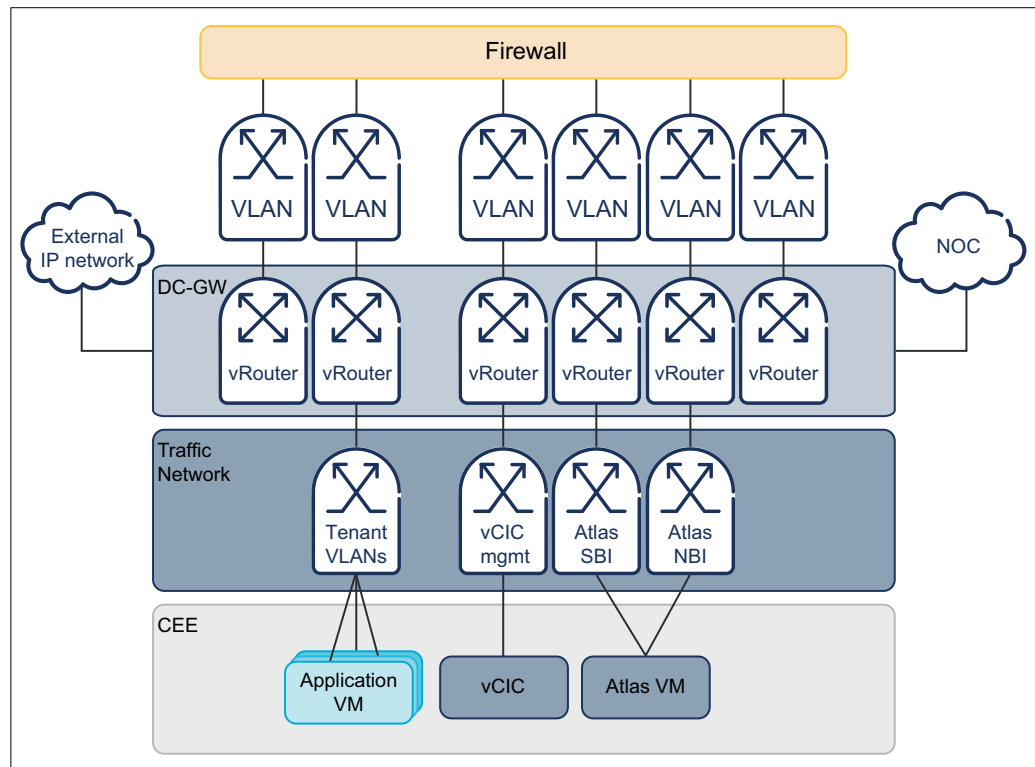 Firewall
VLAN
VLAN
VLAN
VLAN
VLAN
VLAN
External
IP network
NOC
DC-GW
vRouter
vRouter
vRouter
vRouter
vRouter
vRouter
Traffic
Network
Tenant
VLANs
vCIC
mgmt
Atlas
SBI
Atlas
NBI
CEE
Application
VM
vCIC
Atlas VM